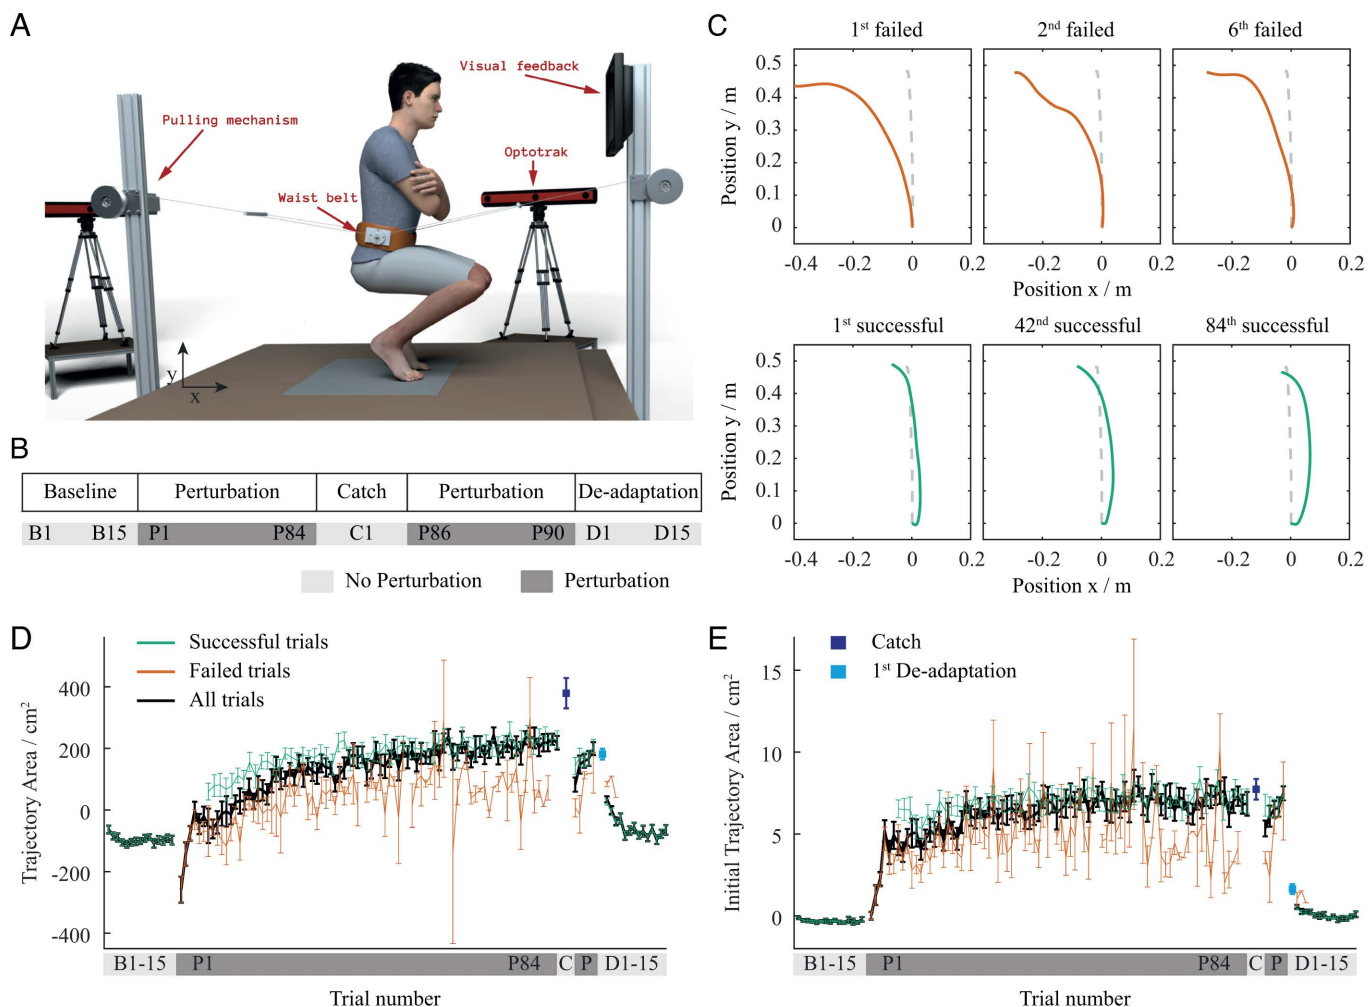 A
Visual feedback
Pulling mechanism
Optotrak
Waist belt
y
x
B
Baseline Perturbation Catch Perturbation De-adaptation
B1 B15 P1 P84 C1 P86 P90 D1 D15
No Perturbation Perturbation
C
1st failed 2nd failed 6th failed
Position y / m
0.5
0.4
0.3
0.2
0.1
0
-0.4 -0.2 0 0.2 -0.2 0 0.2 -0.2 0 0.2
Position x / m
1st successful 42nd successful 84th successful
Position y / m
0.5
0.4
0.3
0.2
0.1
0
-0.4 -0.2 0 0.2 -0.2 0 0.2 -0.2 0 0.2
Position x / m
D
Successful trials
Failed trials
All trials
Trajectory Area / cm²
400
200
0
-200
-400
B1-15 P1 P84 C P D1-15
Trial number
E
Catch
1st De-adaptation
Initial Trajectory Area / cm²
15
10
5
0
B1-15 P1 P84 C P D1-15
Trial number